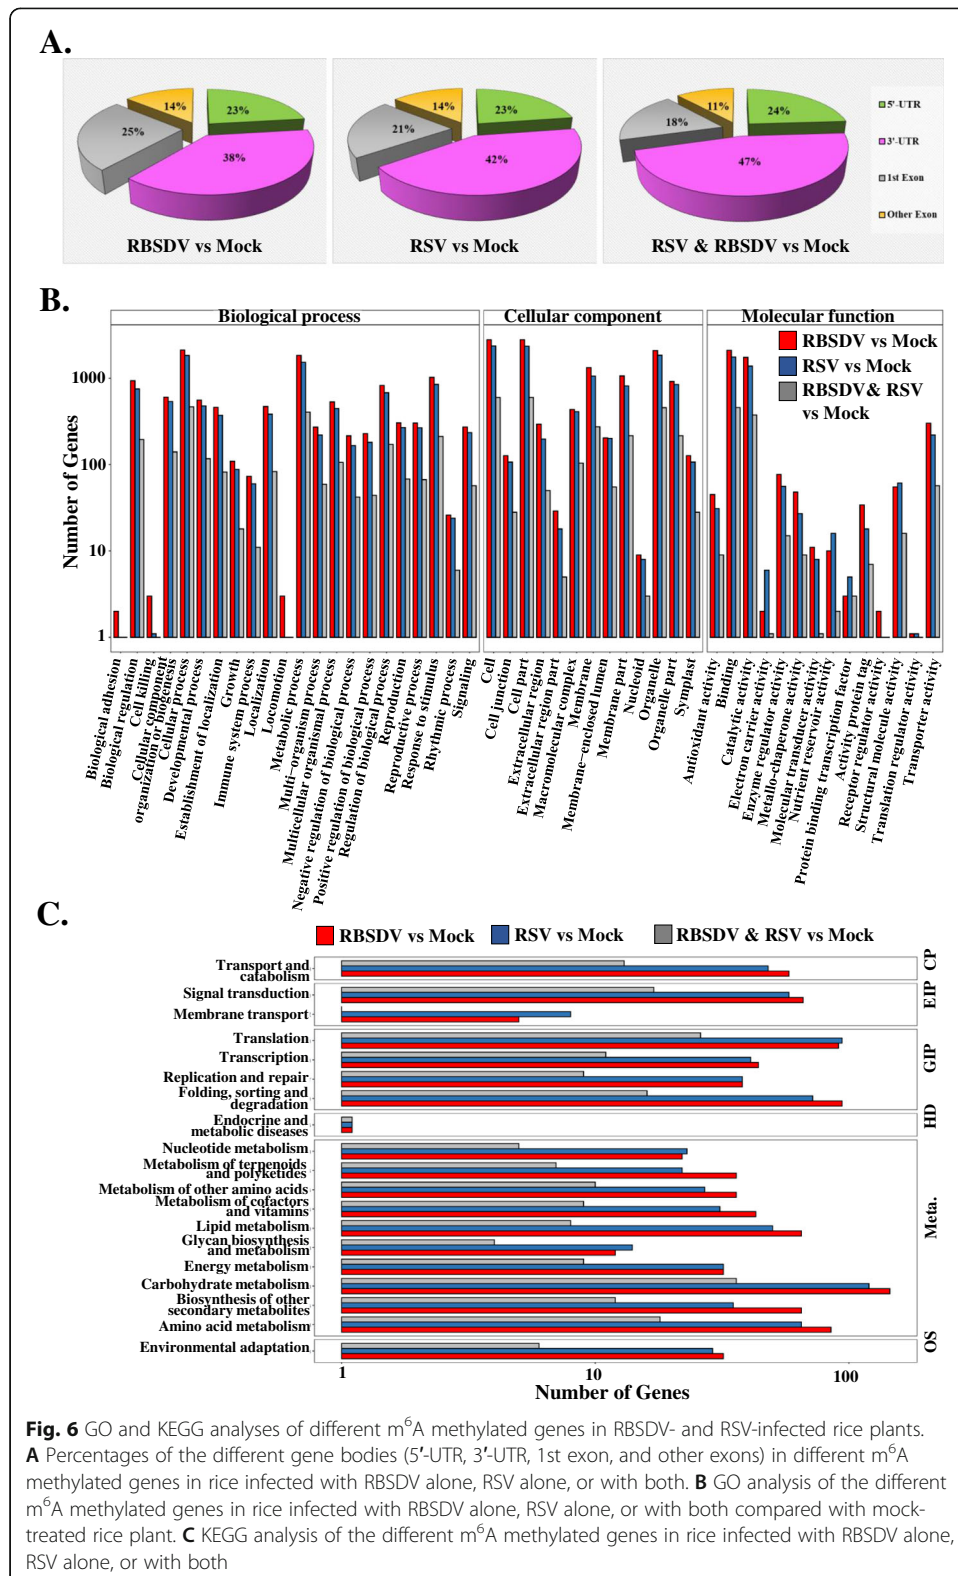 A.
23%
38%
25%
14%
RBSDV vs Mock
23%
42%
21%
14%
RSV vs Mock
24%
47%
18%
11%
RSV & RBSDV vs Mock
5'-UTR
3'-UTR
1st Exon
Other Exon
B.
Biological process
Cellular component
Molecular function
RBSDV vs Mock
RSV vs Mock
RBSDV& RSV
vs Mock
Number of Genes
1000
100
10
1
Biological adhesion
Biological regulation
Cell killing
Cellular component
organization or biogenesis
Cellular process
Developmental process
Establishment of localization
Growth
Immune system process
Localization
Locomotion
Metabolic process
Multi−organism process
Multicellular organismal process
Negative regulation of biological process
Positive regulation of biological process
Regulation of biological process
Reproduction
Reproductive process
Response to stimulus
Rhythmic process
Signaling
Cell
Cell junction
Cell part
Extracellular region
Extracellular region part
Macromolecular complex
Membrane
Membrane−enclosed lumen
Membrane part
Nucleoid
Organelle
Organelle part
Symplast
Antioxidant activity
Binding
Catalytic activity
Electron carrier activity
Enzyme regulator activity
Metallo-chaperone activity
Molecular transducer activity
Nutrient reservoir activity
Protein binding transcription factor
Activity protein tag
Receptor regulator activity
Structural molecule activity
Translation regulator activity
Transporter activity
C.
RBSDV vs Mock
RSV vs Mock
RBSDV & RSV vs Mock
Transport and
catabolism
CP
Signal transduction
Membrane transport
EIP
Translation
Transcription
Replication and repair
Folding, sorting and
degradation
GIP
Endocrine and
metabolic diseases
HD
Nucleotide metabolism
Metabolism of terpenoids
and polyketides
Metabolism of other amino acids
Metabolism of cofactors
and vitamins
Lipid metabolism
Glycan biosynthesis
and metabolism
Energy metabolism
Carbohydrate metabolism
Biosynthesis of other
secondary metabolites
Amino acid metabolism
Meta.
Environmental adaptation
OS
1
10
100
Number of Genes
Fig. 6 GO and KEGG analyses of different m⁶A methylated genes in RBSDV- and RSV-infected rice plants.
A Percentages of the different gene bodies (5′-UTR, 3′-UTR, 1st exon, and other exons) in different m⁶A
methylated genes in rice infected with RBSDV alone, RSV alone, or with both. B GO analysis of the different
m⁶A methylated genes in rice infected with RBSDV alone, RSV alone, or with both compared with mock-
treated rice plant. C KEGG analysis of the different m⁶A methylated genes in rice infected with RBSDV alone,
RSV alone, or with both